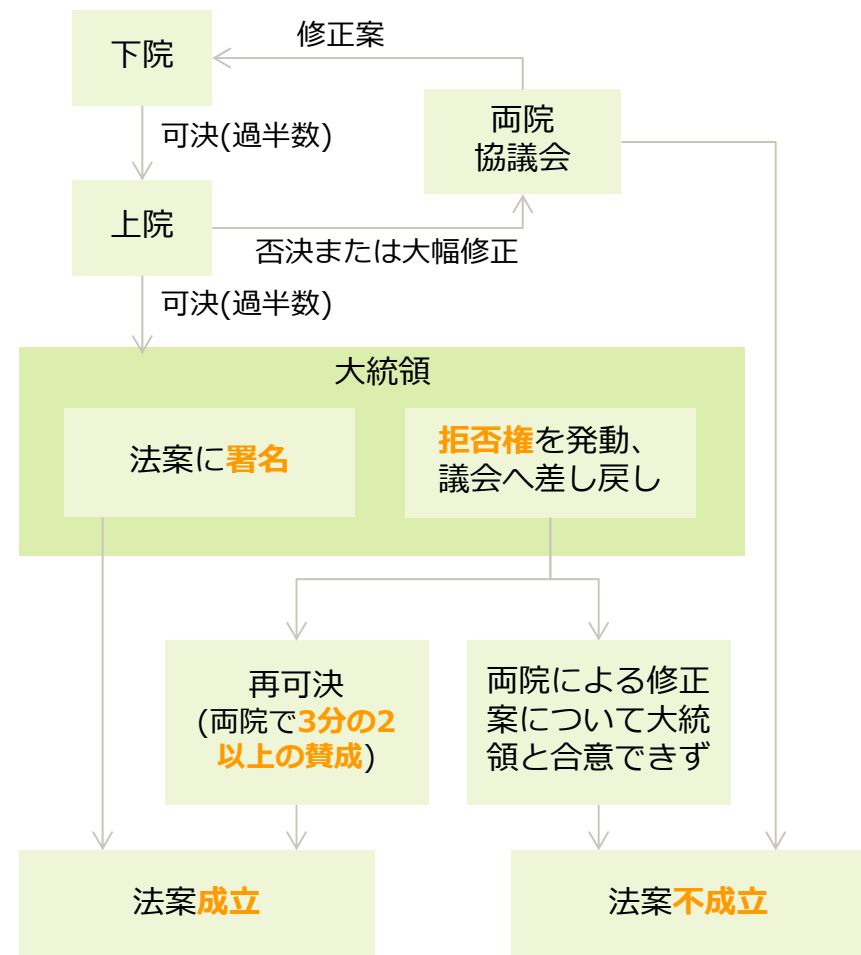 修正案
下院
両院
協議会
可決(過半数)
上院
否決または大幅修正
可決(過半数)
大統領
法案に署名
拒否権を発動、
議会へ差し戻し
再可決
(両院で3分の2
以上の賛成)
両院による修正
案について大統
領と合意できず
法案成立
法案不成立